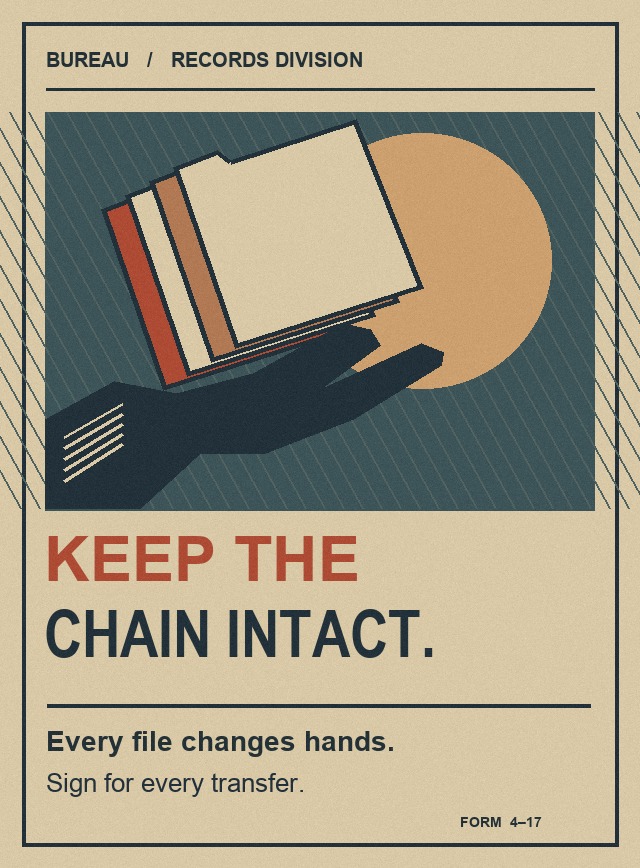 BUREAU / RECORDS DIVISION
KEEP THE
CHAIN INTACT.
Every file changes hands.
Sign for every transfer.
FORM 4–17